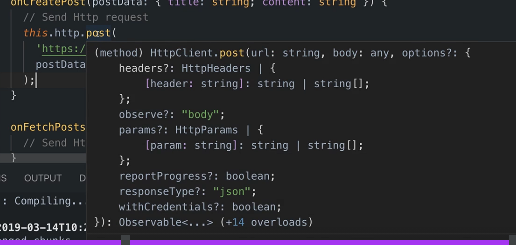 onCreatePost(postData: { title: string; content: string }) {
// Send Http request
this.http.post(
'https:/
postData
);
}
(method) HttpClient.post(url: string, body: any, options?: {
headers?: HttpHeaders | {
[header: string]: string | string[];
};
observe?: "body";
params?: HttpParams | {
[param: string]: string | string[];
};
reportProgress?: boolean;
responseType?: "json";
withCredentials?: boolean;
}): Observable<...> (+14 overloads)
onFetchPosts
// Send Ht
}
OUTPUT
: Compiling...
2019-03-14T10:2